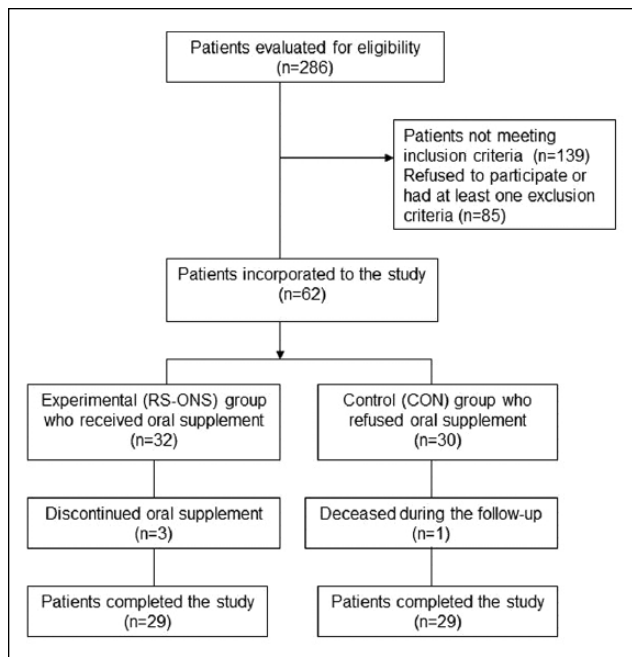 Patients evaluated for eligibility
(n=286)
Patients not meeting
inclusion criteria (n=139)
Refused to participate or
had at least one exclusion
criteria (n=85)
Patients incorporated to the study
(n=62)
Experimental (RS-ONS) group
who received oral supplement
(n=32)
Control (CON) group who
refused oral supplement
(n=30)
Discontinued oral supplement
(n=3)
Deceased during the follow-up
(n=1)
Patients completed the study
(n=29)
Patients completed the study
(n=29)